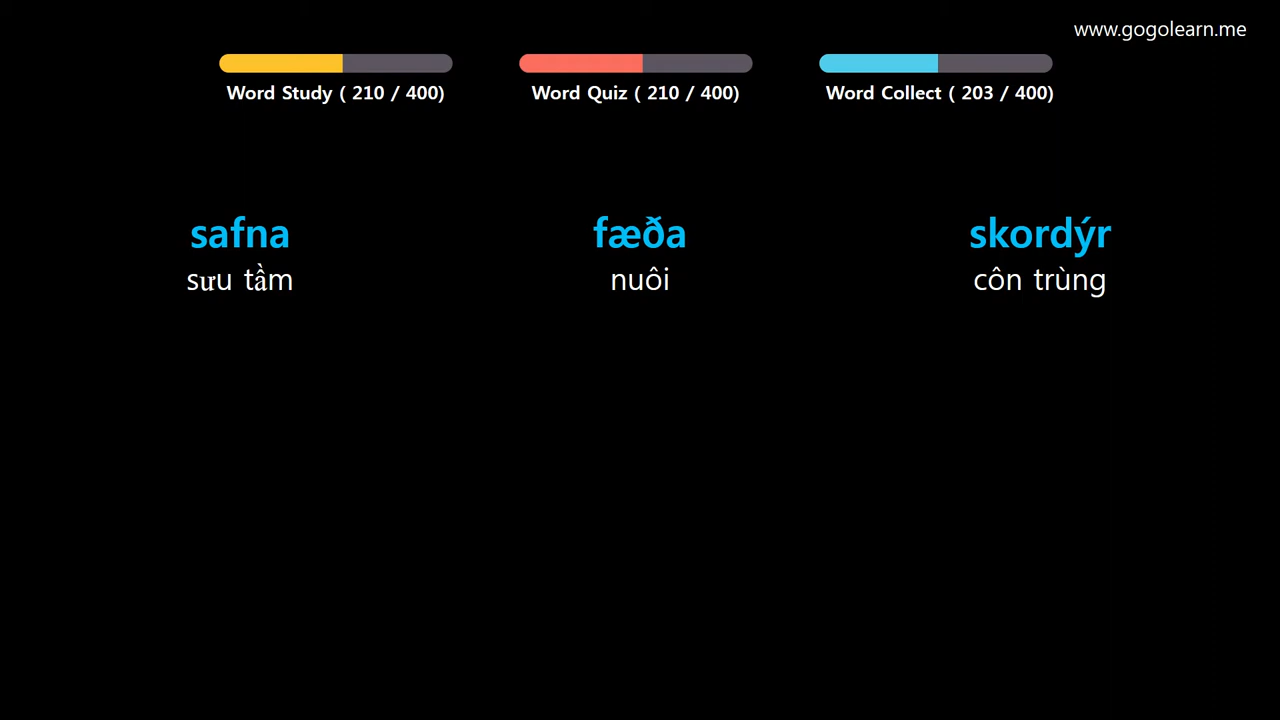 www.gogolearn.me
Word Study ( 210 / 400)
Word Quiz ( 210 / 400)
Word Collect ( 203 / 400)
safna
sưu tầm
fæða
nuôi
skordýr
côn trùng